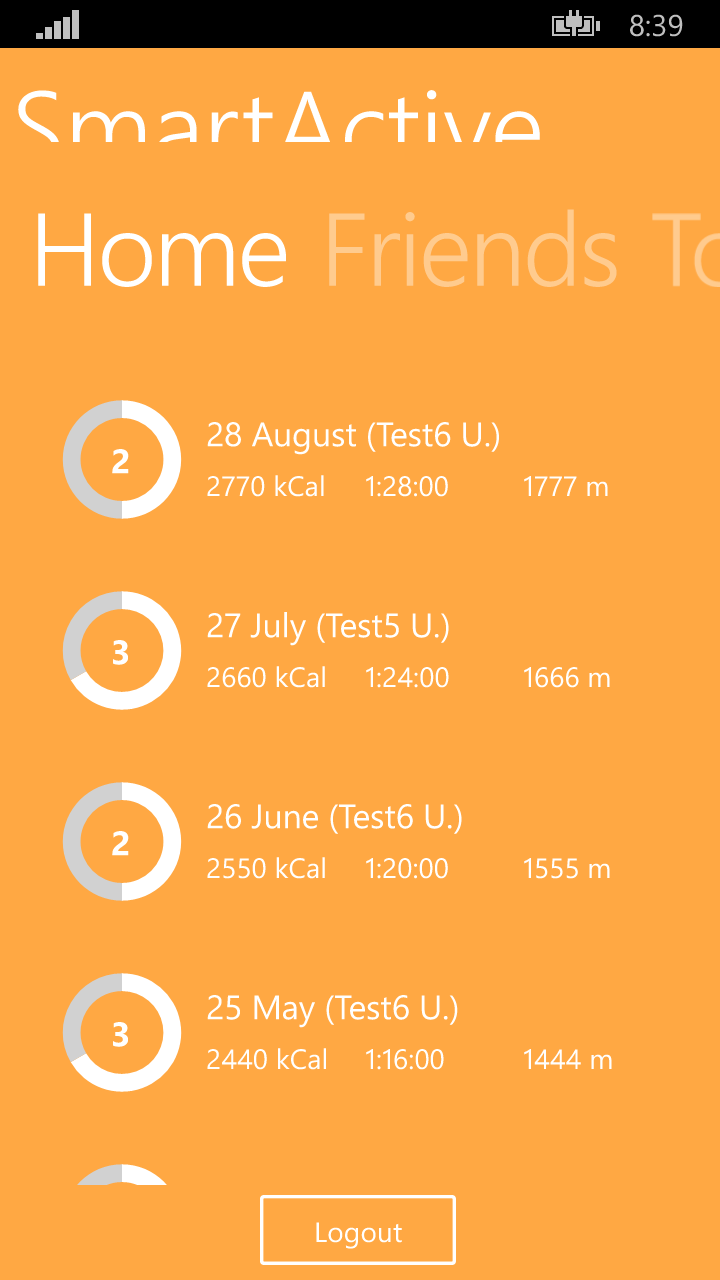 8:39
SmartActive
Home Friends To
2
28 August (Test6 U.)
2770 kCal 1:28:00 1777 m
3
27 July (Test5 U.)
2660 kCal 1:24:00 1666 m
2
26 June (Test6 U.)
2550 kCal 1:20:00 1555 m
3
25 May (Test6 U.)
2440 kCal 1:16:00 1444 m
Logout